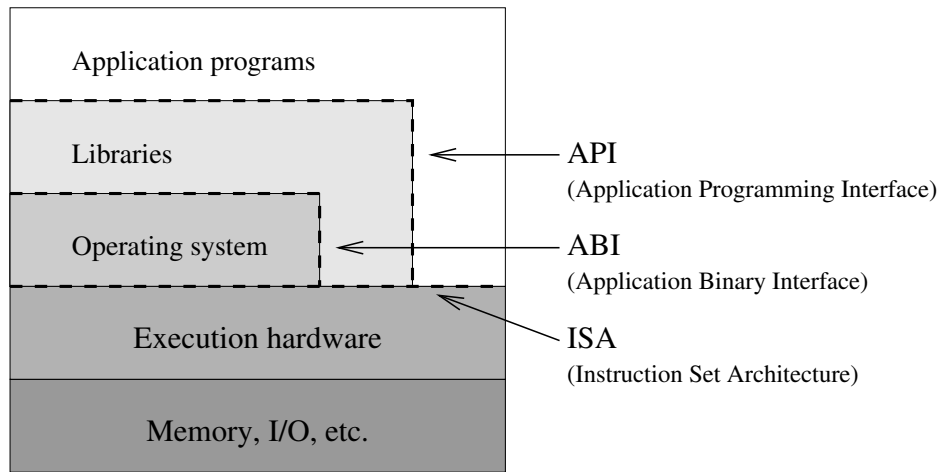 Application programs
Libraries
Operating system
Execution hardware
Memory, I/O, etc.
API
(Application Programming Interface)
ABI
(Application Binary Interface)
ISA
(Instruction Set Architecture)